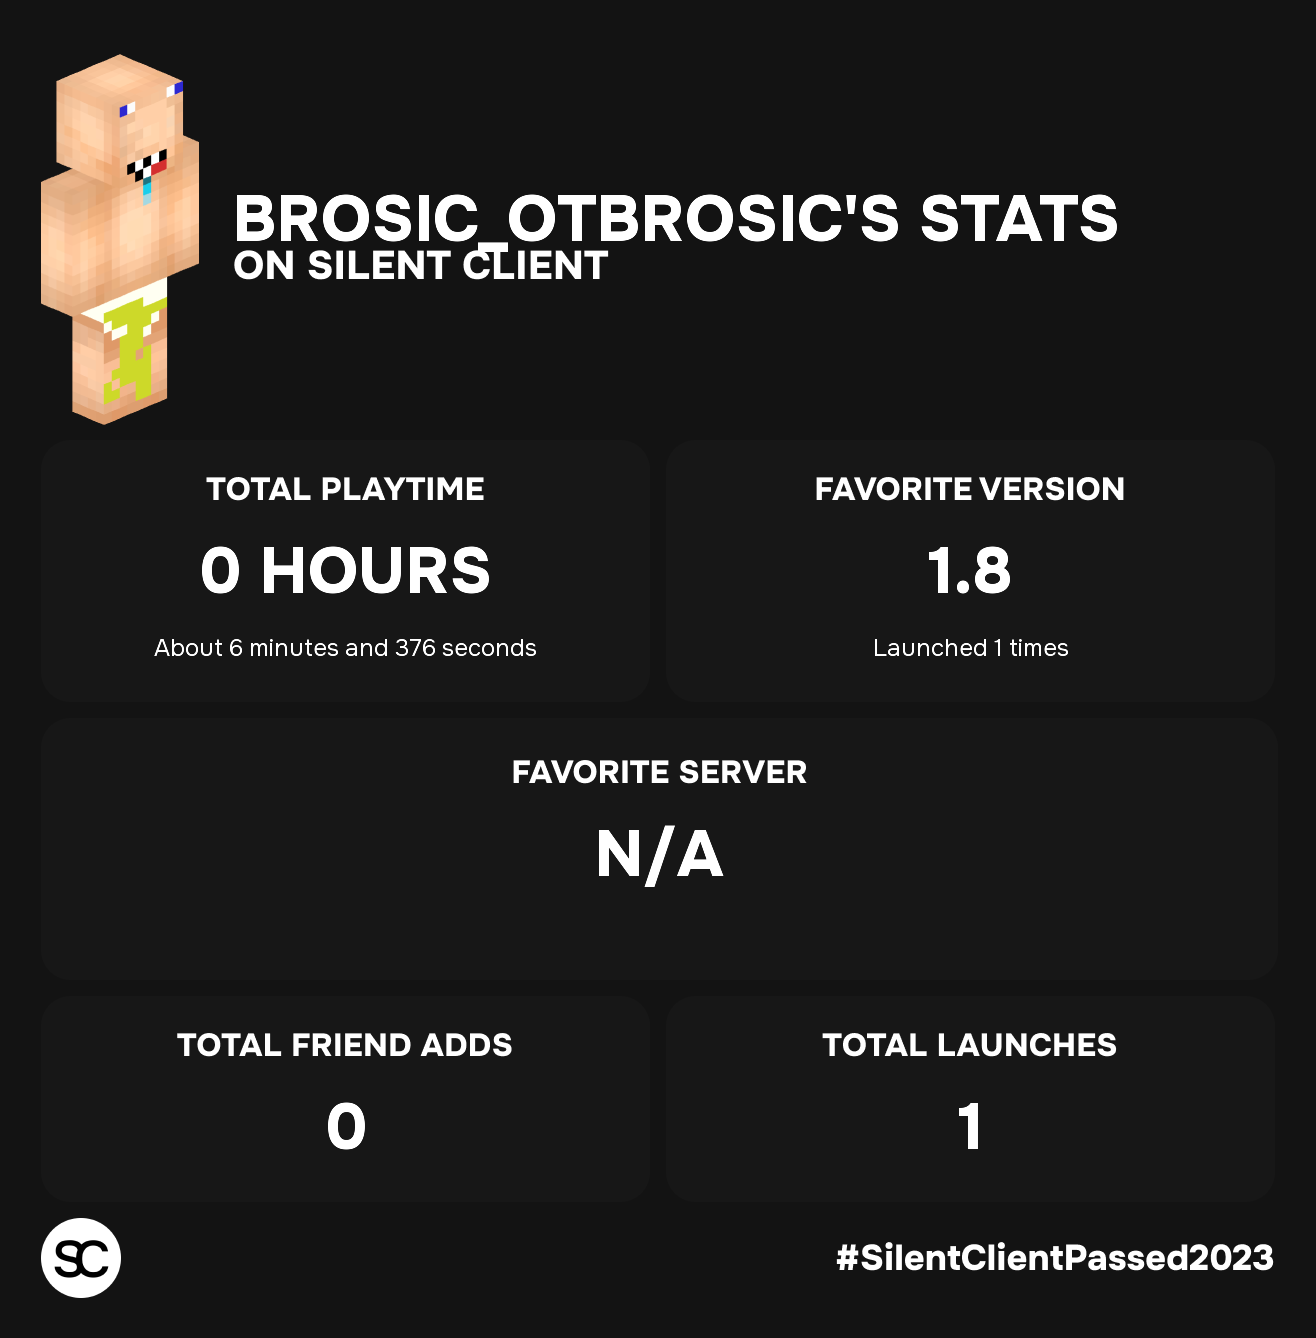 BROSIC_OTBROSIC'S STATS
ON SILENT CLIENT
TOTAL PLAYTIME
0 HOURS
About 6 minutes and 376 seconds
FAVORITE VERSION
1.8
Launched 1 times
FAVORITE SERVER
N/A
TOTAL FRIEND ADDS
0
TOTAL LAUNCHES
1
SC
#SilentClientPassed2023